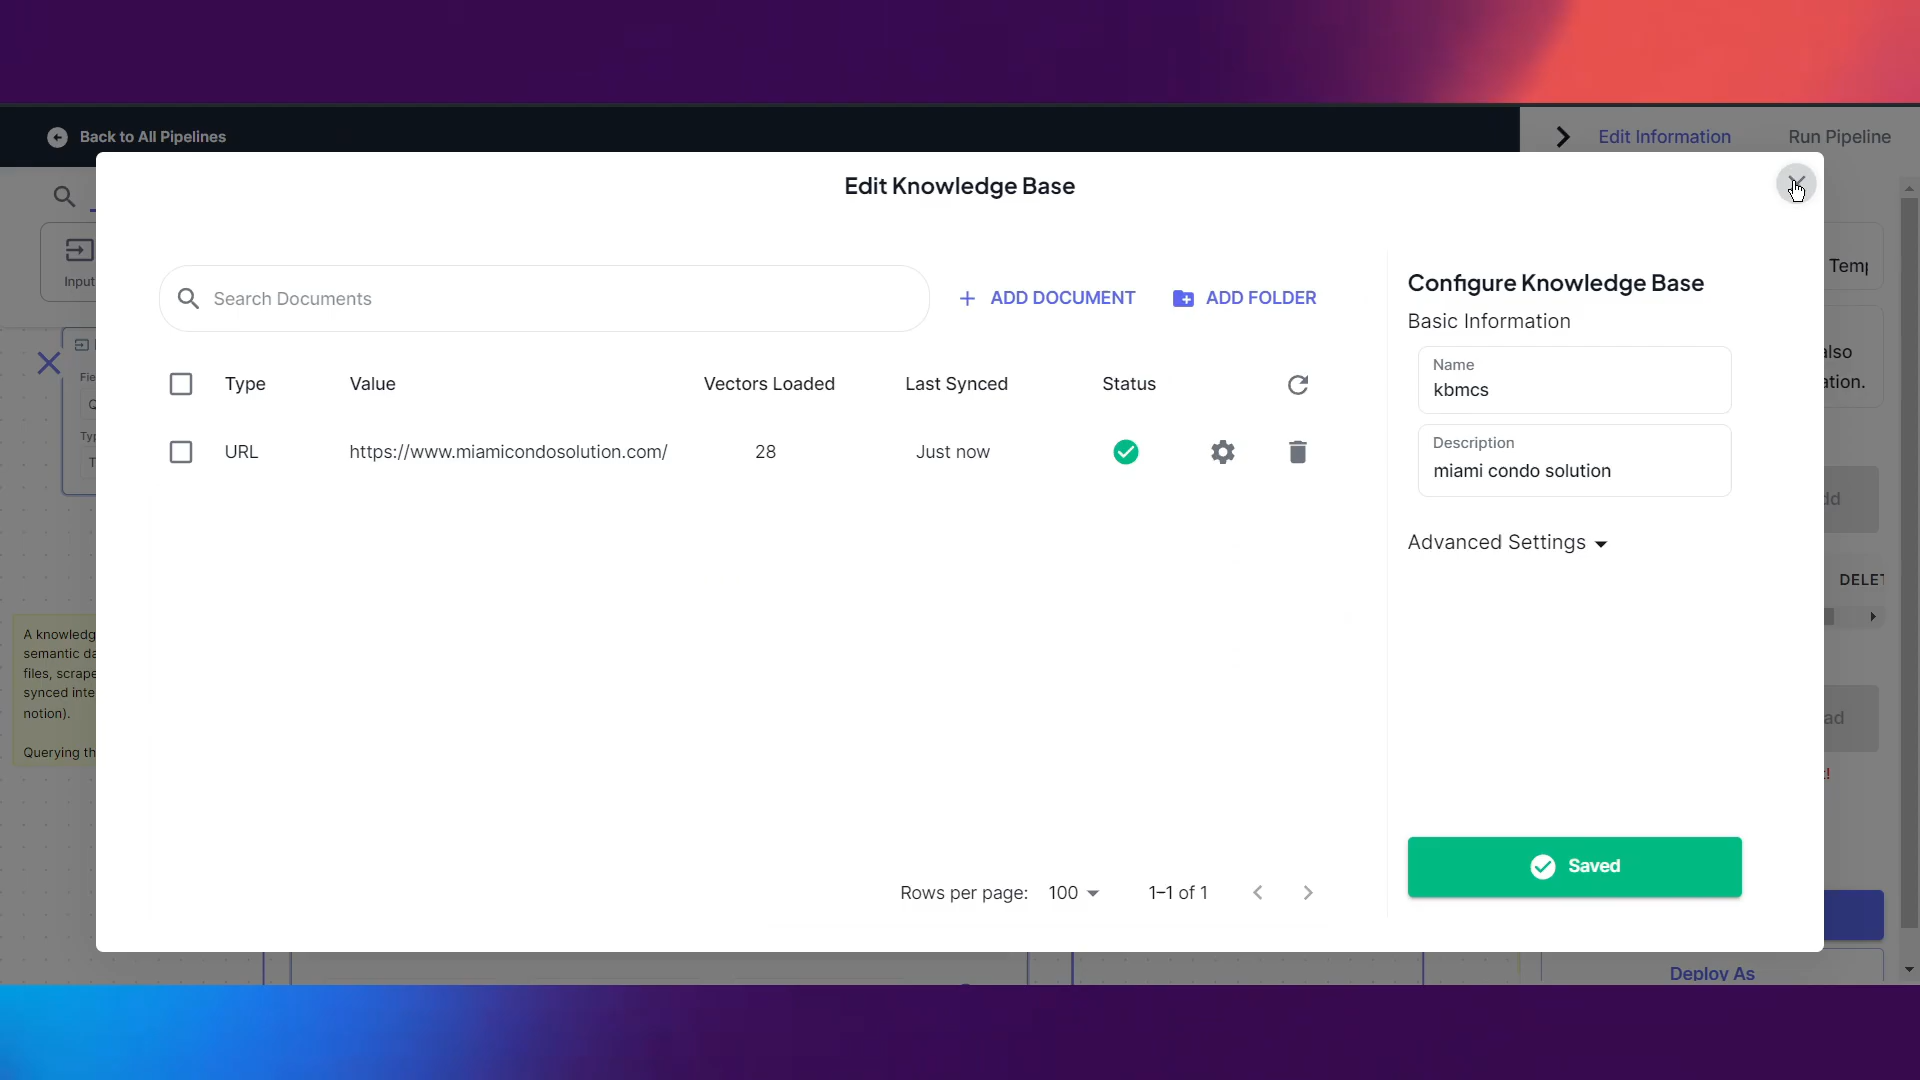 Back to All Pipelines
Edit Information
Run Pipeline
Edit Knowledge Base
Input
Search Documents
ADD DOCUMENT
ADD FOLDER
Type
Value
Vectors Loaded
Last Synced
Status
URL
https://www.miamicondosolution.com/
28
Just now
Configure Knowledge Base
Basic Information
Name
kbmcs
Description
miami condo solution
Advanced Settings
A knowledg
semantic da
files, scrape
synced inte
notion).
Querying th
Rows per page:
100
1-1 of 1
Saved
Deploy As